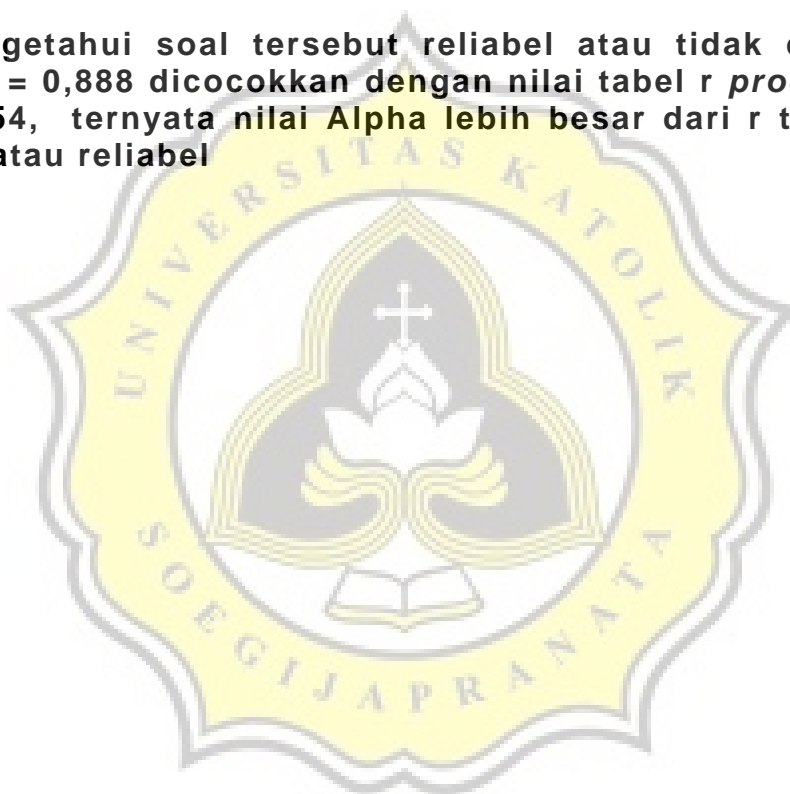 getahui soal tersebut reliabel atau tidak
= 0,888 dicocokkan dengan nilai tabel r pro
54, ternyata nilai Alpha lebih besar dari r t
atau reliabel
UNIVERSITAS KATOLIK
SOEGIJAPRANATA